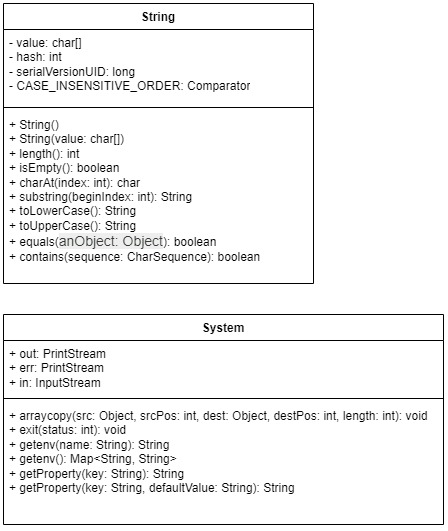 String
- value: char[]
- hash: int
- serialVersionUID: long
- CASE_INSENSITIVE_ORDER: Comparator
+ String()
+ String(value: char[])
+ length(): int
+ isEmpty(): boolean
+ charAt(index: int): char
+ substring(beginIndex: int): String
+ toLowerCase(): String
+ toUpperCase(): String
+ equals(anObject: Object): boolean
+ contains(sequence: CharSequence): boolean
System
+ out: PrintStream
+ err: PrintStream
+ in: InputStream
+ arraycopy(src: Object, srcPos: int, dest: Object, destPos: int, length: int): void
+ exit(status: int): void
+ getenv(name: String): String
+ getenv(): Map<String, String>
+ getProperty(key: String): String
+ getProperty(key: String, defaultValue: String): String